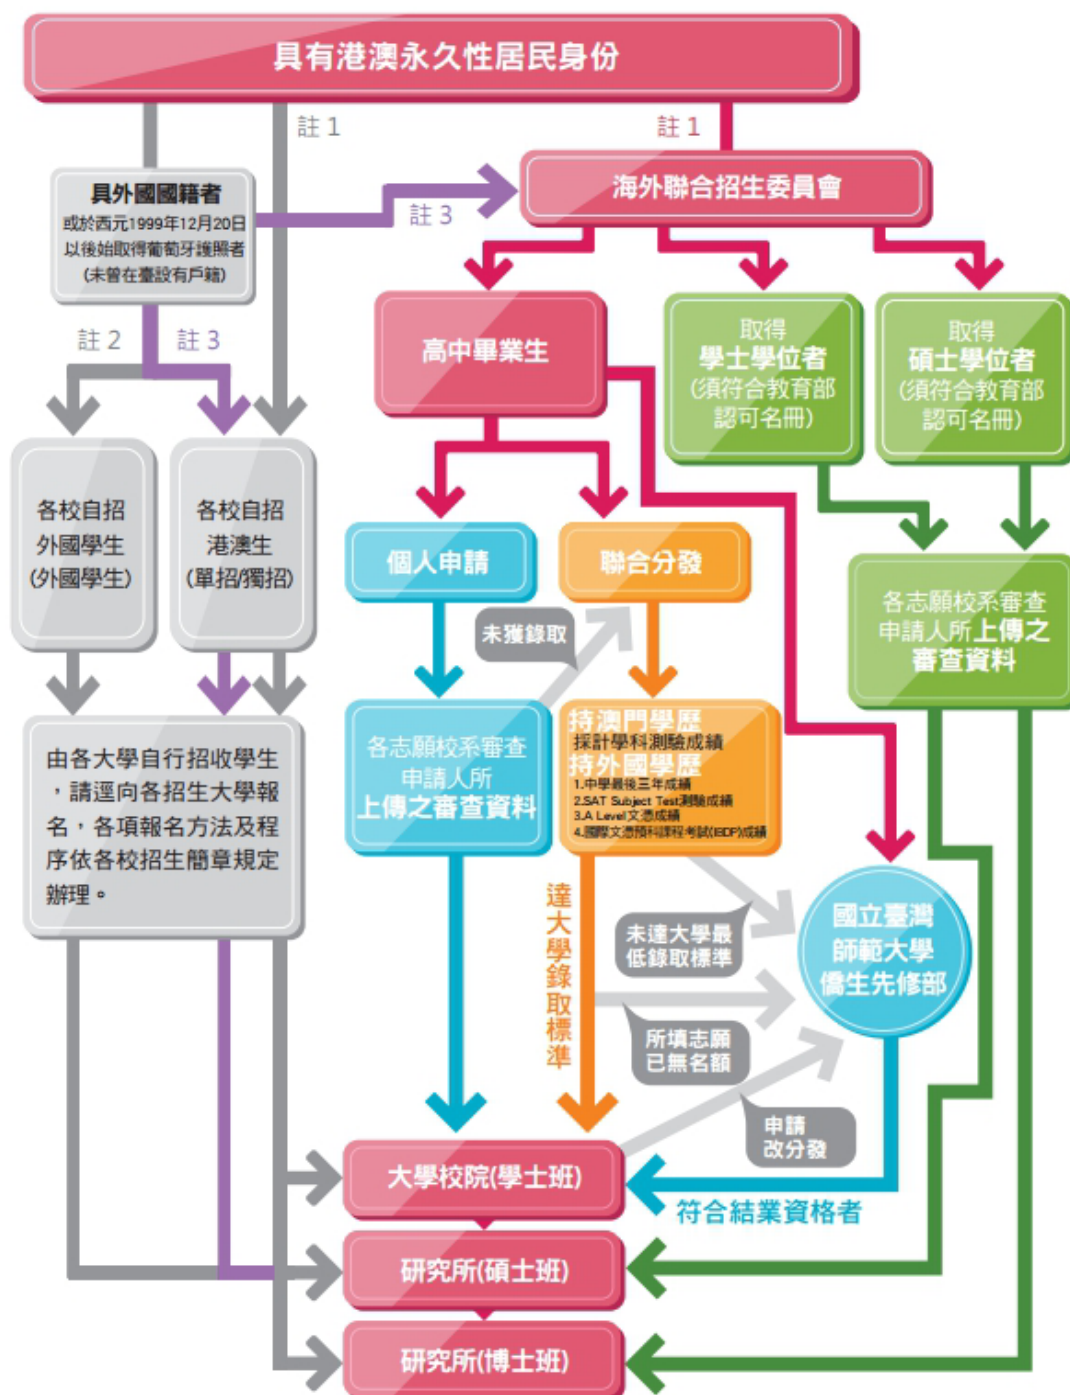 具有港澳永久性居民身份
註 1
註 1
具外國國籍者
或於西元1999年12月20日
以後始取得葡萄牙護照者
(未曾在臺設有戶籍)
註 3
海外聯合招生委員會
註 2
註 3
高中畢業生
取得
學士學位者
(須符合教育部
認可名冊)
取得
碩士學位者
(須符合教育部
認可名冊)
各校自招
外國學生
(外國學生)
各校自招
港澳生
(單招/獨招)
個人申請
聯合分發
未獲錄取
各志願校系審查
申請人所上傳之
審查資料
由各大學自行招收學生
，請逕向各招生大學報
名，各項報名方法及程
序依各校招生簡章規定
辦理。
各志願校系審查
申請人所
上傳之審查資料
持澳門學歷
採計學科測驗成績
持外國學歷
1.中學最後三年成績
2.SAT Subject Test測驗成績
3.A Level文憑成績
4.國際文憑預科課程考試(IBDP)成績
達大學錄取標準
未達大學最
低錄取標準
所填志願
已無名額
申請
改分發
國立臺灣
師範大學
僑生先修部
符合結業資格者
大學校院(學士班)
研究所(碩士班)
研究所(博士班)